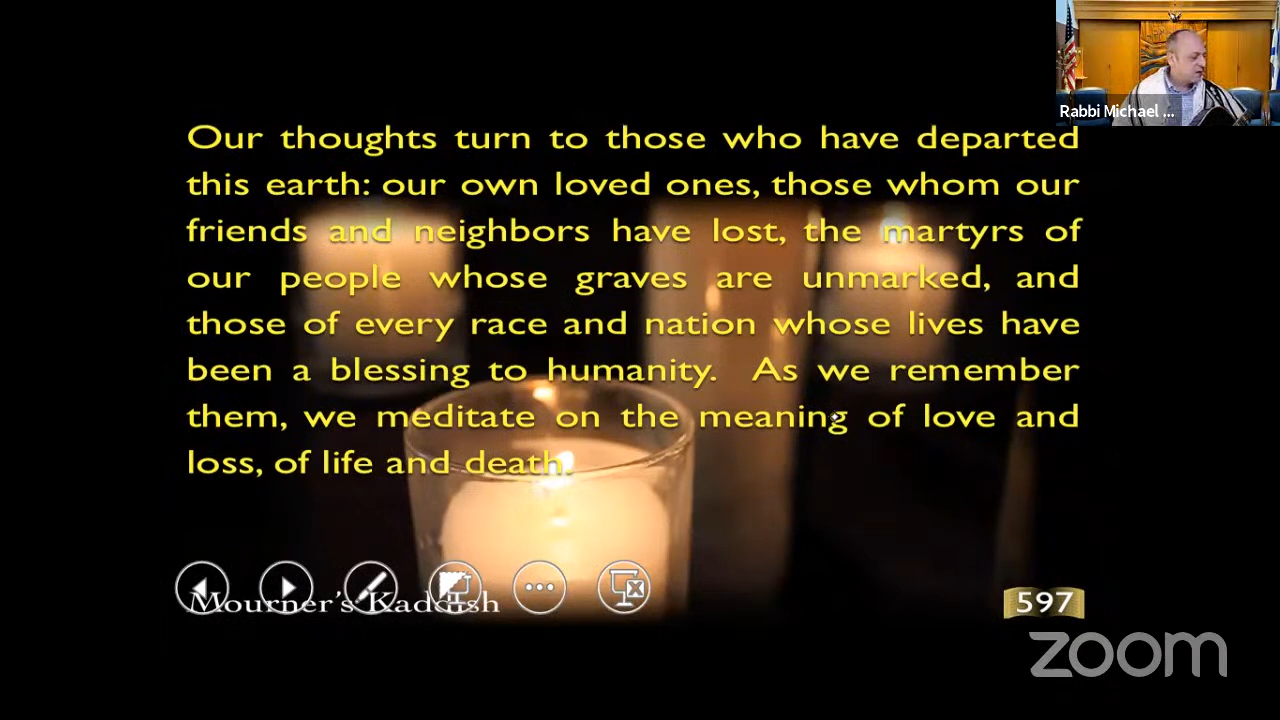 Rabbi Michael ...
Our thoughts turn to those who have departed
this earth: our own loved ones, those whom our
friends and neighbors have lost, the martyrs of
our people whose graves are unmarked, and
those of every race and nation whose lives have
been a blessing to humanity. As we remember
them, we meditate on the meaning of love and
loss, of life and death.
Mourner's Kaddish
597
zoom